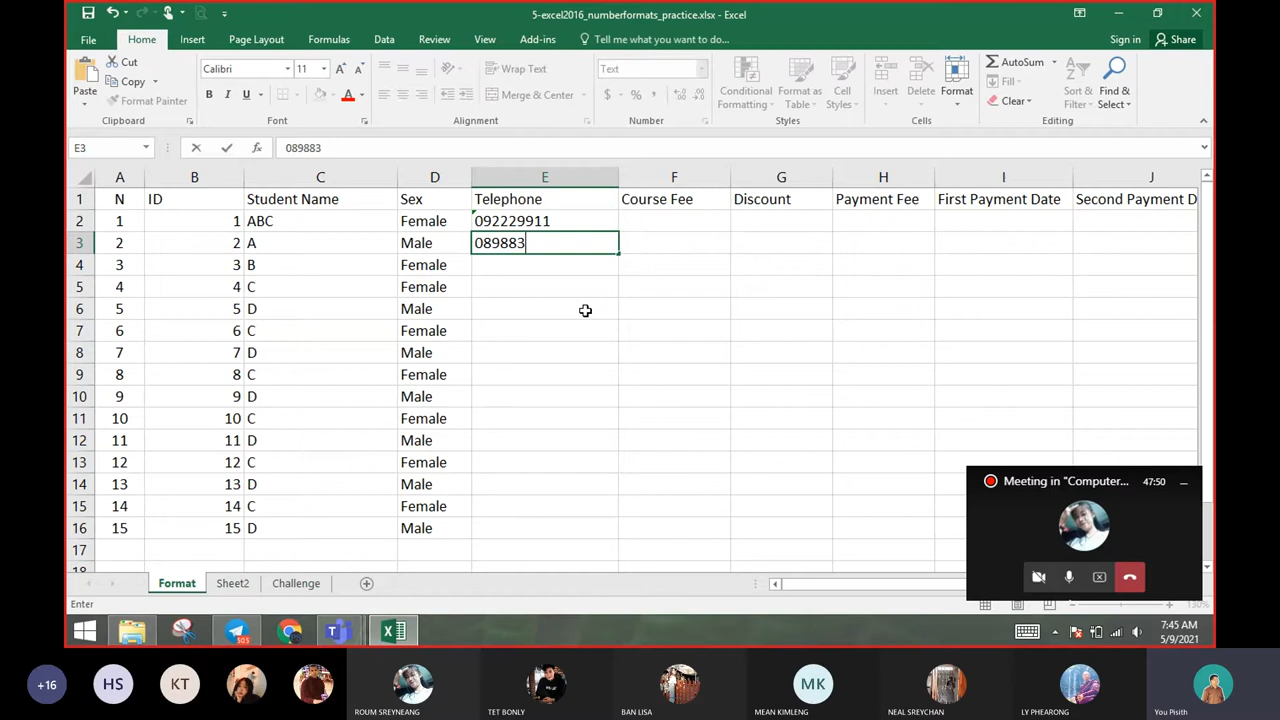 5-excel2016_numberformats_practice.xlsx - Excel
File Home Insert Page Layout Formulas Data Review View Add-ins Tell me what you want to do... Sign in Share
Paste Cut Copy Format Painter Clipboard
Calibri 11 B I U A Font
Wrap Text Merge & Center Alignment
Text $ % , Number
Conditional Formatting Format as Table Cell Styles Styles
Insert Delete Format Cells
AutoSum Fill Clear Sort & Filter Find & Select Editing
E3 fx 089883
A B C D E F G H I J
1 N ID Student Name Sex Telephone Course Fee Discount Payment Fee First Payment Date Second Payment D
2 1 1 ABC Female 092229911
3 2 2 A Male 089883
4 3 3 B Female
5 4 4 C Female
6 5 5 D Male
7 6 6 C Female
8 7 7 D Male
9 8 8 C Female
10 9 9 D Male
11 10 10 C Female
12 11 11 D Male
13 12 12 C Female
14 13 13 D Male
15 14 14 C Female
16 15 15 D Male
17
18
Meeting in "Computer... 47:50
Format Sheet2 Challenge
Enter 130%
505
7:45 AM
5/9/2021
+16 HS KT MK
ROUM SREYNEANG TET BONLY BAN LISA MEAN KIMLENG NEAL SREYCHAN LY PHEARONG You Pisith